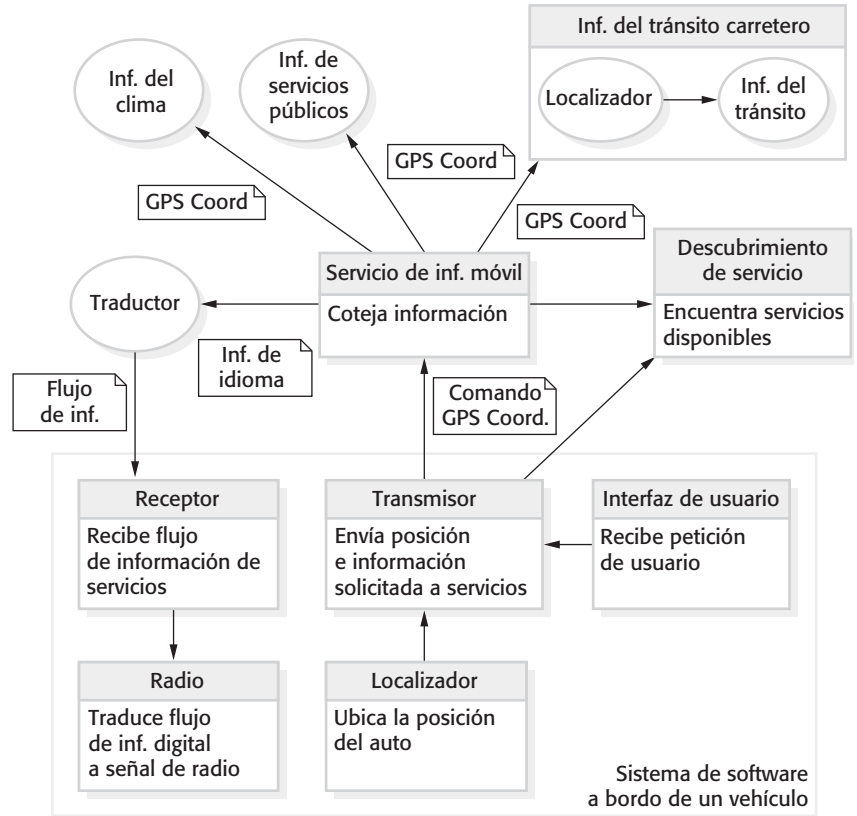 Inf. del tránsito carretero
Inf. del
clima
Inf. de
servicios
públicos
Localizador
Inf. del
tránsito
GPS Coord
GPS Coord
GPS Coord
Servicio de inf. móvil
Coteja información
Descubrimiento
de servicio
Encuentra servicios
disponibles
Traductor
Inf. de
idioma
Flujo
de inf.
Comando
GPS Coord.
Receptor
Recibe flujo
de información de
servicios
Transmisor
Envía posición
e información
solicitada a servicios
Interfaz de usuario
Recibe petición
de usuario
Radio
Traduce flujo
de inf. digital
a señal de radio
Localizador
Ubica la posición
del auto
Sistema de software
a bordo de un vehículo